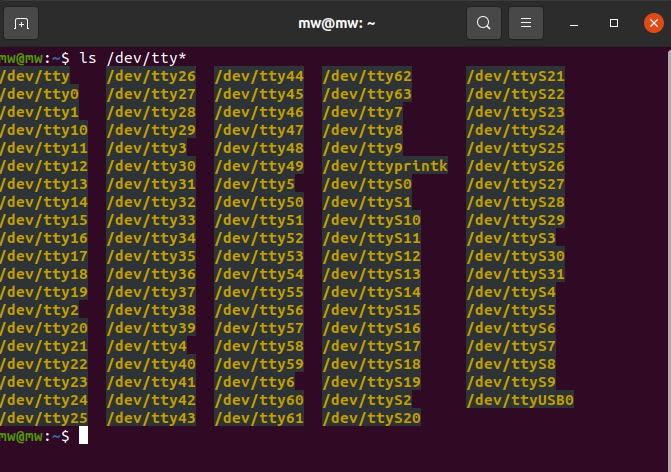 mw@mw: ~
mw@mw:~$ ls /dev/tty*
/dev/tty /dev/tty26 /dev/tty44 /dev/tty62 /dev/ttyS21
/dev/tty0 /dev/tty27 /dev/tty45 /dev/tty63 /dev/ttyS22
/dev/tty1 /dev/tty28 /dev/tty46 /dev/tty7 /dev/ttyS23
/dev/tty10 /dev/tty29 /dev/tty47 /dev/tty8 /dev/ttyS24
/dev/tty11 /dev/tty3 /dev/tty48 /dev/tty9 /dev/ttyS25
/dev/tty12 /dev/tty30 /dev/tty49 /dev/ttyprintk /dev/ttyS26
/dev/tty13 /dev/tty31 /dev/tty5 /dev/ttyS0 /dev/ttyS27
/dev/tty14 /dev/tty32 /dev/tty50 /dev/ttyS1 /dev/ttyS28
/dev/tty15 /dev/tty33 /dev/tty51 /dev/ttyS10 /dev/ttyS29
/dev/tty16 /dev/tty34 /dev/tty52 /dev/ttyS11 /dev/ttyS3
/dev/tty17 /dev/tty35 /dev/tty53 /dev/ttyS12 /dev/ttyS30
/dev/tty18 /dev/tty36 /dev/tty54 /dev/ttyS13 /dev/ttyS31
/dev/tty19 /dev/tty37 /dev/tty55 /dev/ttyS14 /dev/ttyS4
/dev/tty2 /dev/tty38 /dev/tty56 /dev/ttyS15 /dev/ttyS5
/dev/tty20 /dev/tty39 /dev/tty57 /dev/ttyS16 /dev/ttyS6
/dev/tty21 /dev/tty4 /dev/tty58 /dev/ttyS17 /dev/ttyS7
/dev/tty22 /dev/tty40 /dev/tty59 /dev/ttyS18 /dev/ttyS8
/dev/tty23 /dev/tty41 /dev/tty6 /dev/ttyS19 /dev/ttyS9
/dev/tty24 /dev/tty42 /dev/tty60 /dev/ttyS2 /dev/ttyUSB0
/dev/tty25 /dev/tty43 /dev/tty61 /dev/ttyS20
mw@mw:~$